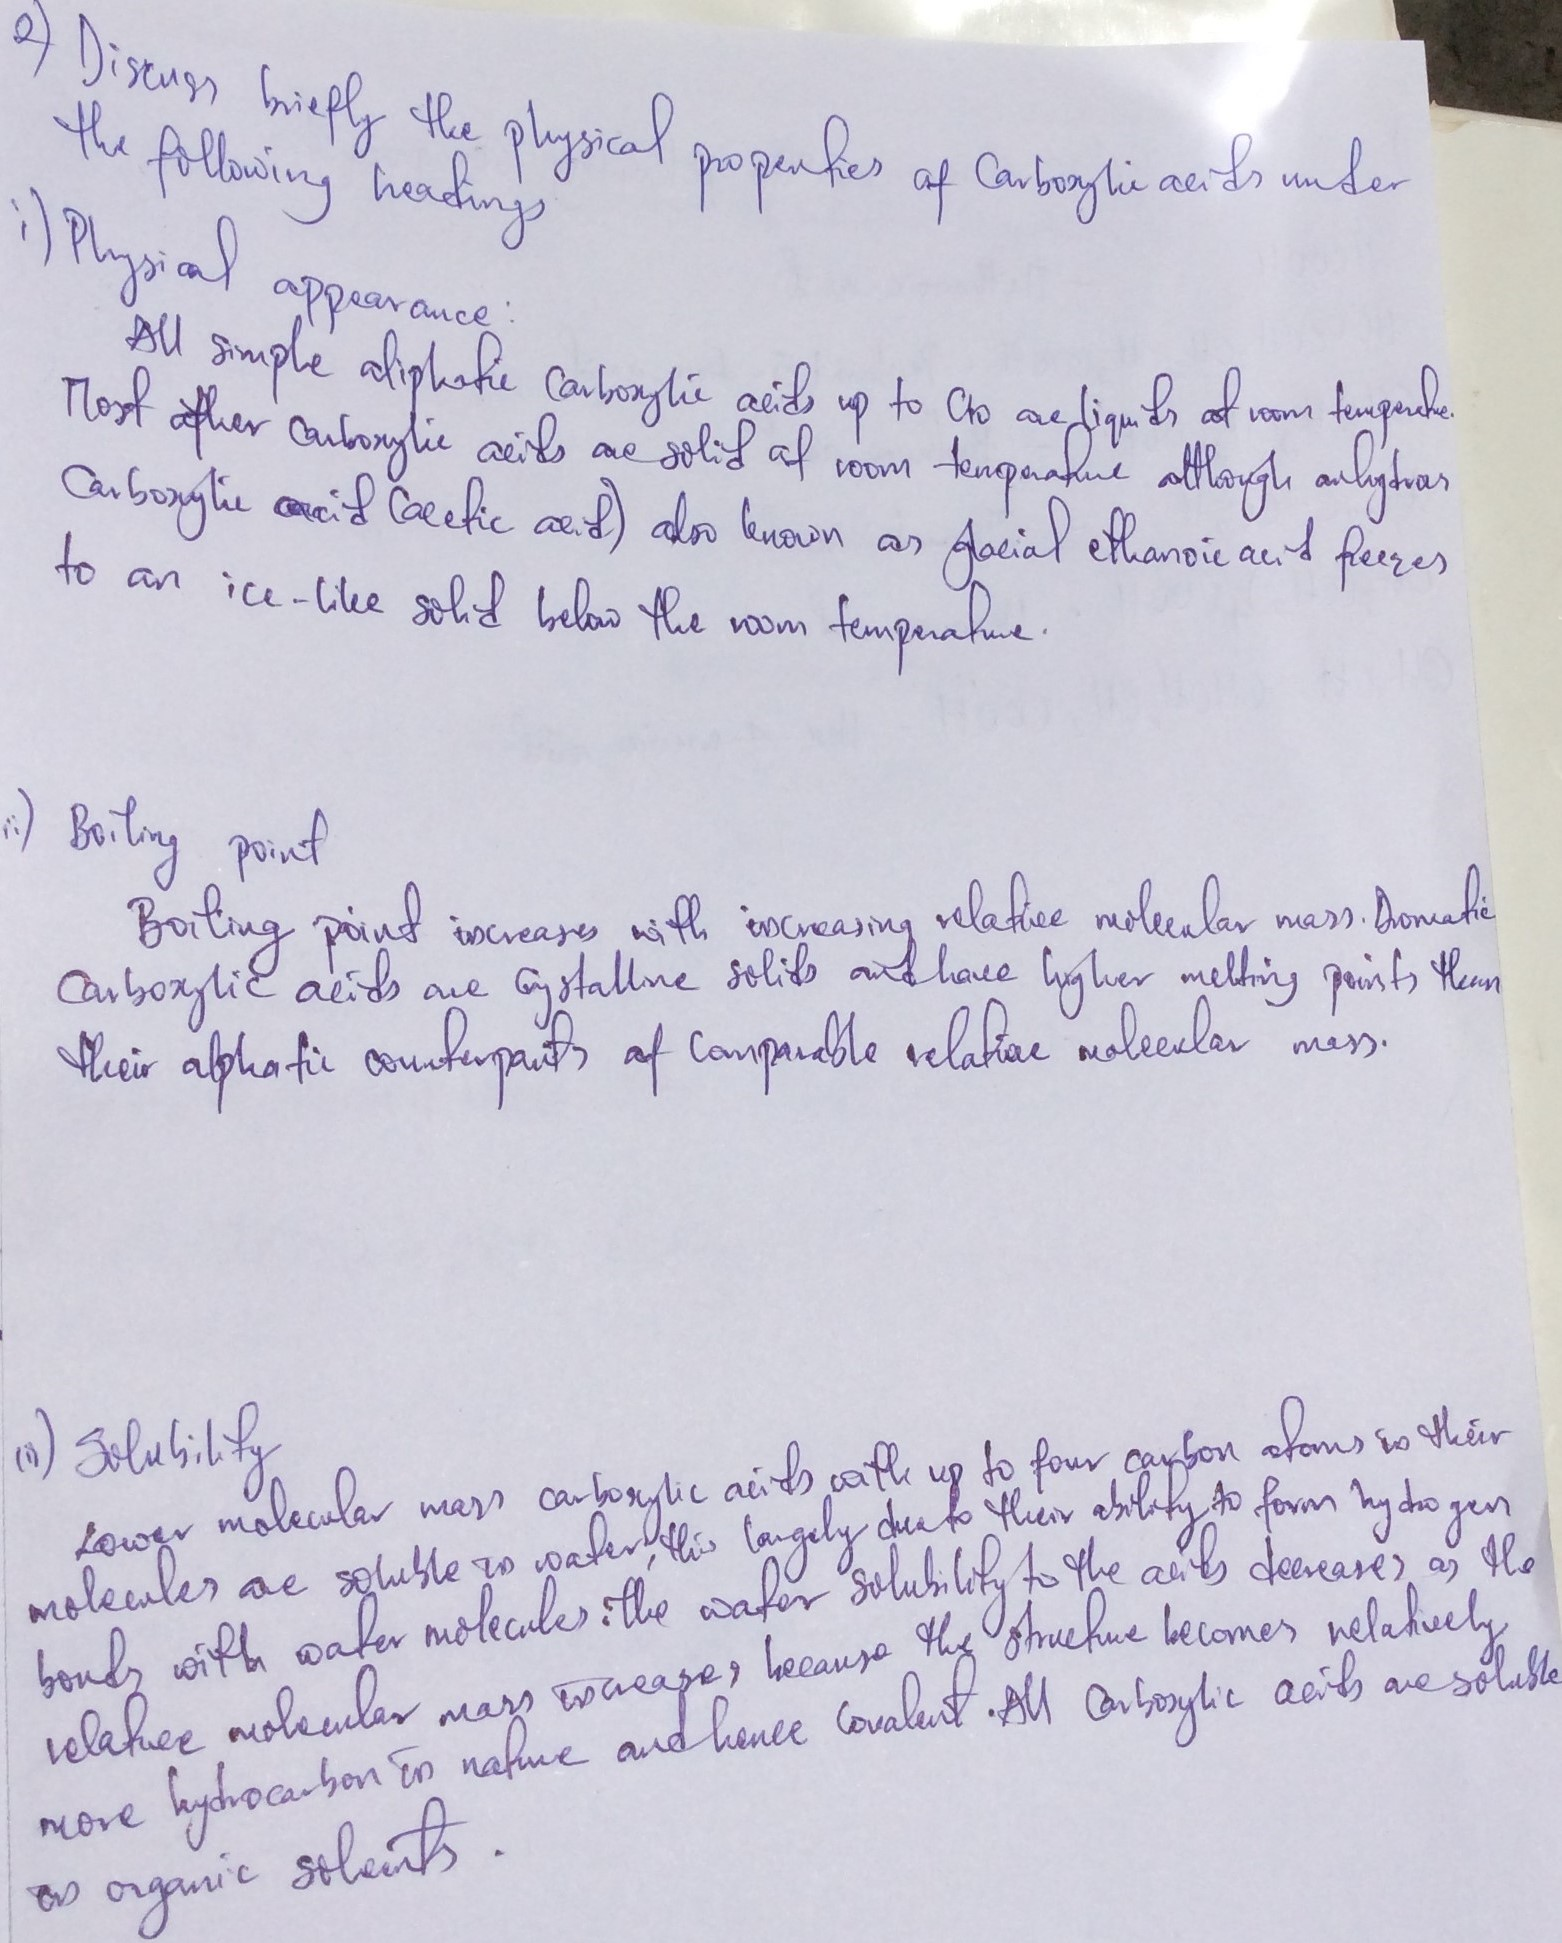 2) Discuss briefly the physical properties of Carboxylic acids under
the following headings
i) Physical appearance:
All simple aliphatic Carboxylic acids up to C10 are liquids at room temperature.
Most other Carboxylic acids are solid at room temperature although anhydrous
Carboxylic acid (acetic acid) also known as glacial ethanoic acid freezes
to an ice-like solid below the room temperature.
ii) Boiling point
Boiling point increases with increasing relative molecular mass. Aromatic
Carboxylic acids are Crystalline solids and have higher melting points than
their alphatic counterparts of Comparable relative molecular mass.
iii) Solubility
Lower molecular mass carboxylic acids with up to four carbon atoms in their
molecules are soluble in water, this largely due to their ability to form hydrogen
bonds with water molecules. The water solubility to the acids decreases as the
relative molecular mass increases, because the structure becomes relatively
more hydrocarbon in nature and hence Covalent. All Carboxylic acids are soluble
in organic solvents.